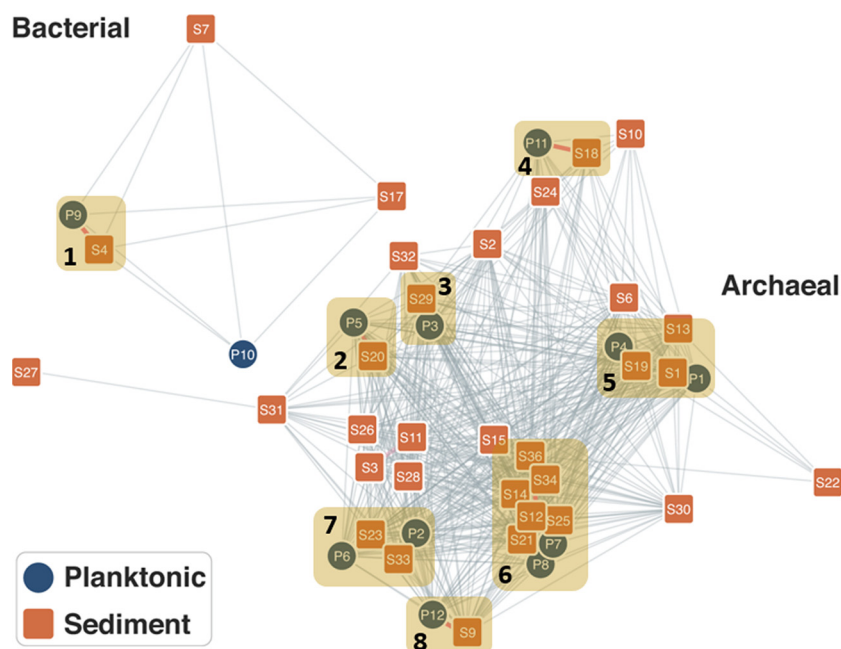 Bacterial
S7
P11
S10
4
S18
S24
S17
P9
S4
1
S2
S32
3
S29
P3
S6
Archaeal
P5
2
S20
S13
P4
S19
S1
P1
5
P10
S27
S31
S26
S11
S15
S3
S28
S36
S34
S14
S12
S25
S21
P7
P8
6
S22
S30
7
S23
P2
P6
S33
P12
S9
8
Planktonic
Sediment